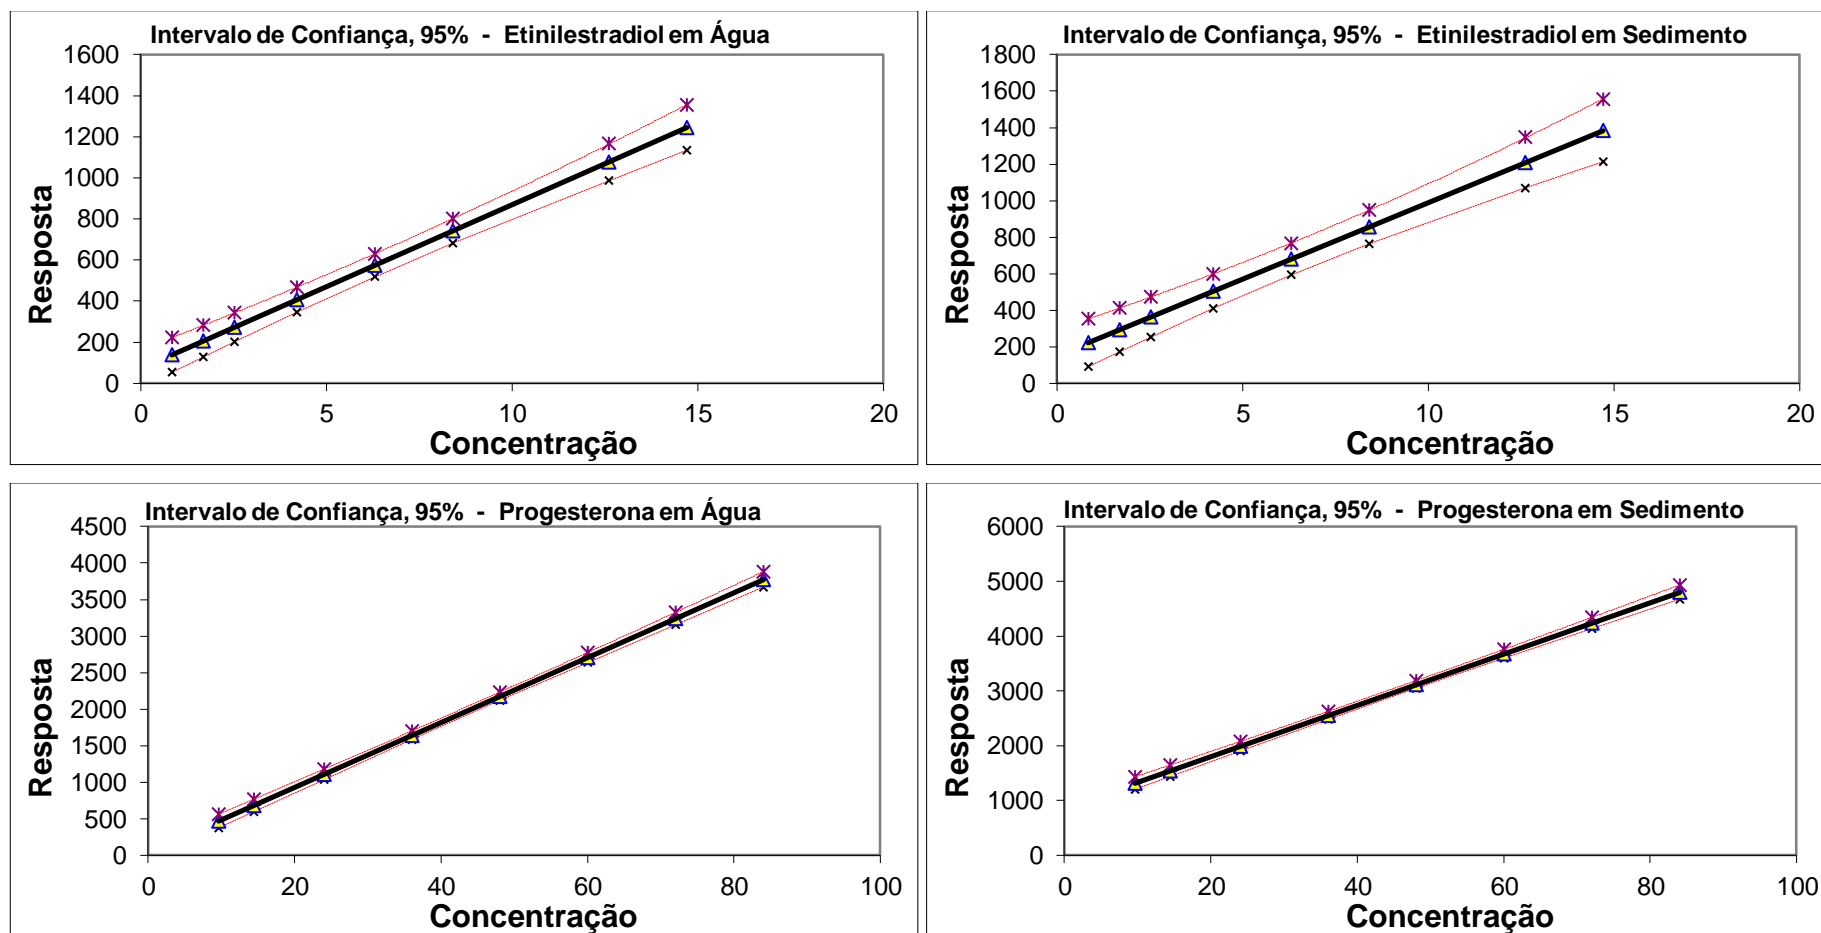 Intervalo de Confiança, 95%  -  Etinilestradiol em Água
1600
1400
1200
1000
800
600
400
200
0
0 5 10 15 20
Resposta
Concentração
Intervalo de Confiança, 95%  -  Etinilestradiol em Sedimento
1800
1600
1400
1200
1000
800
600
400
200
0
0 5 10 15 20
Resposta
Concentração
Intervalo de Confiança, 95%  -  Progesterona em Água
4500
4000
3500
3000
2500
2000
1500
1000
500
0
0 20 40 60 80 100
Resposta
Concentração
Intervalo de Confiança, 95%  -  Progesterona em Sedimento
6000
5000
4000
3000
2000
1000
0
0 20 40 60 80 100
Resposta
Concentração